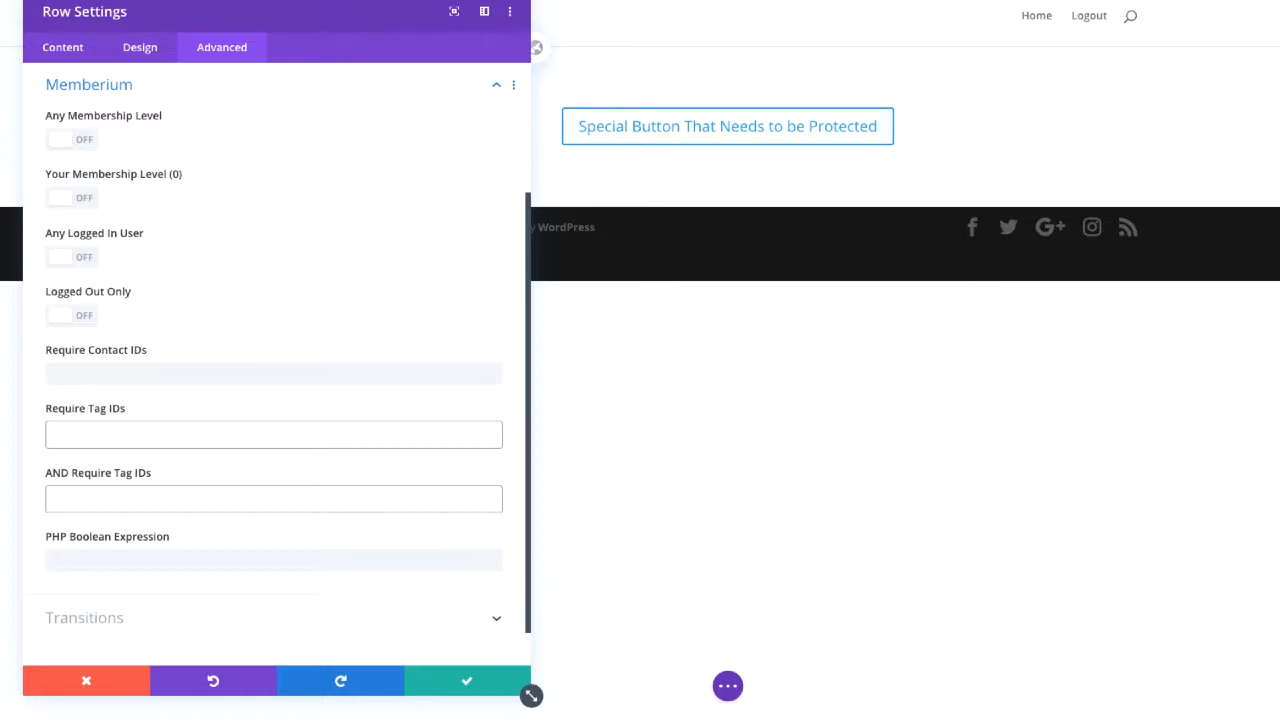 Row Settings
Home
Logout
Content
Design
Advanced
Memberium
Any Membership Level
OFF
Special Button That Needs to be Protected
Your Membership Level (0)
OFF
Any Logged In User
OFF
WordPress
Logged Out Only
OFF
Require Contact IDs
Require Tag IDs
AND Require Tag IDs
PHP Boolean Expression
Transitions